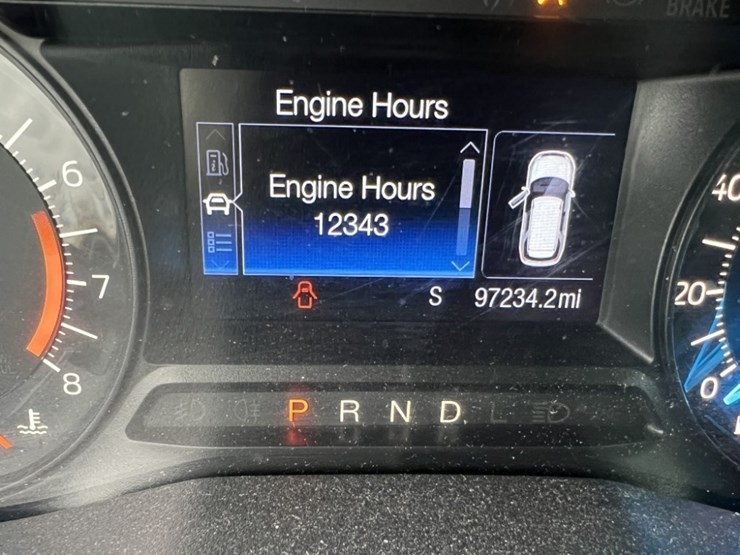 BRAKE
Engine Hours
Engine Hours
12343
S 97234.2mi
6
7
8
40
20
0
P R N D L